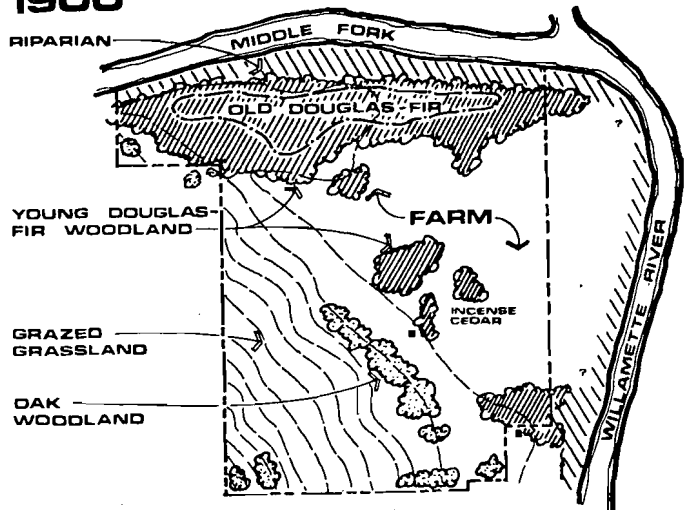 1900
RIPARIAN
MIDDLE FORK
OLD DOUGLAS-FIR
?
YOUNG DOUGLAS-
FIR WOODLAND
FARM
INCENSE
CEDAR
GRAZED
GRASSLAND
?
OAK
WOODLAND
WILLAMETTE RIVER